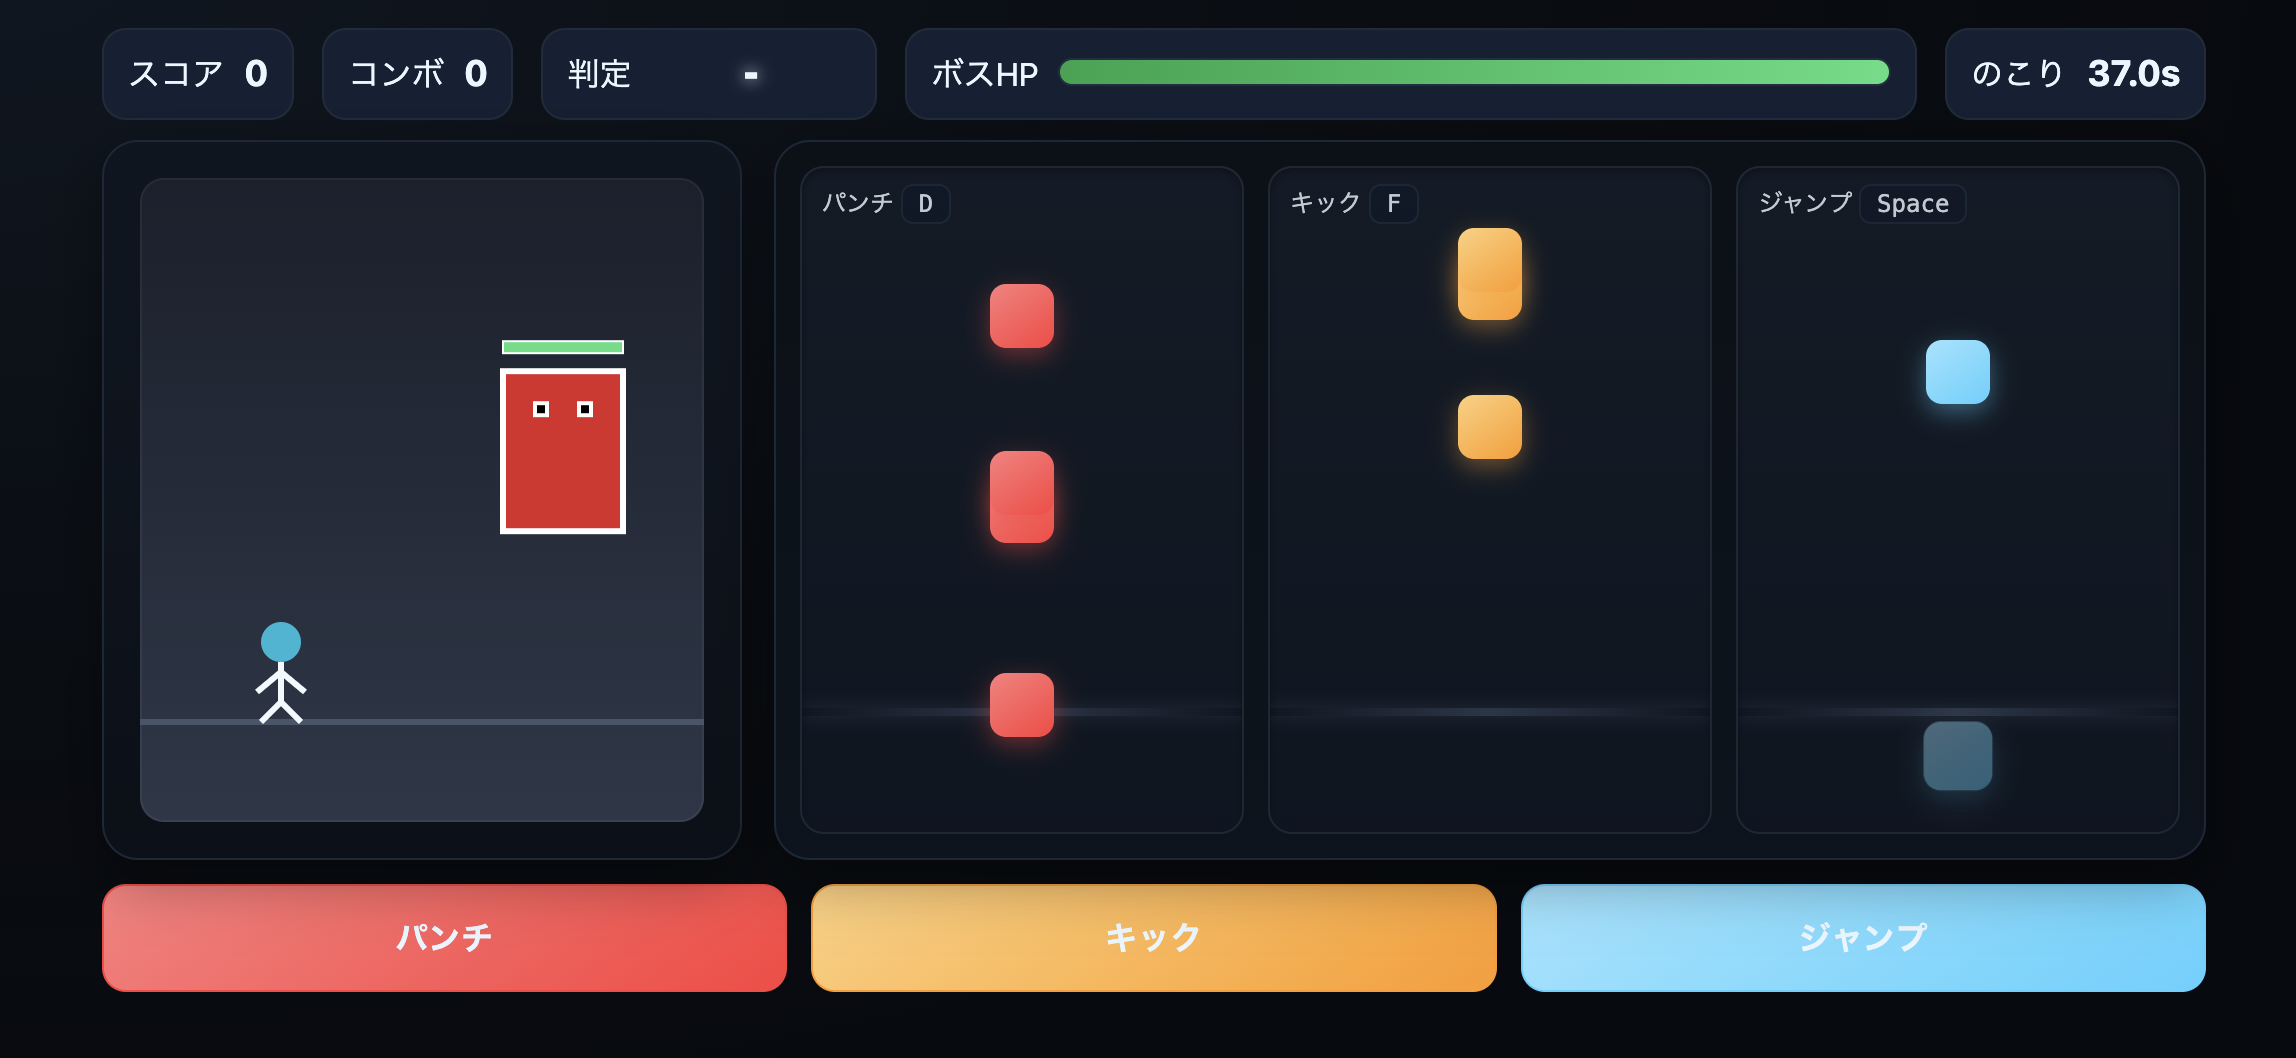 スコア 0
コンボ 0
判定 -
ボスHP
のこり 37.0s
パンチ D
キック F
ジャンプ Space
パンチ
キック
ジャンプ